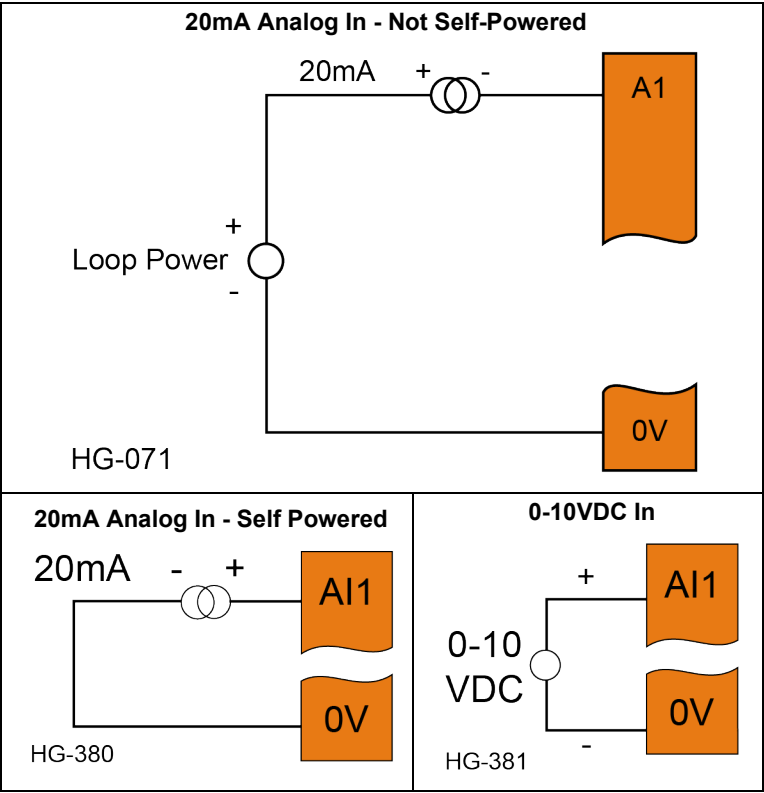 20mA Analog In - Not Self-Powered
20mA + -
A1
+
Loop Power
-
0V
HG-071
20mA Analog In - Self Powered
20mA - +
AI1
0V
HG-380
0-10VDC In
+
AI1
0-10
VDC
0V
-
HG-381